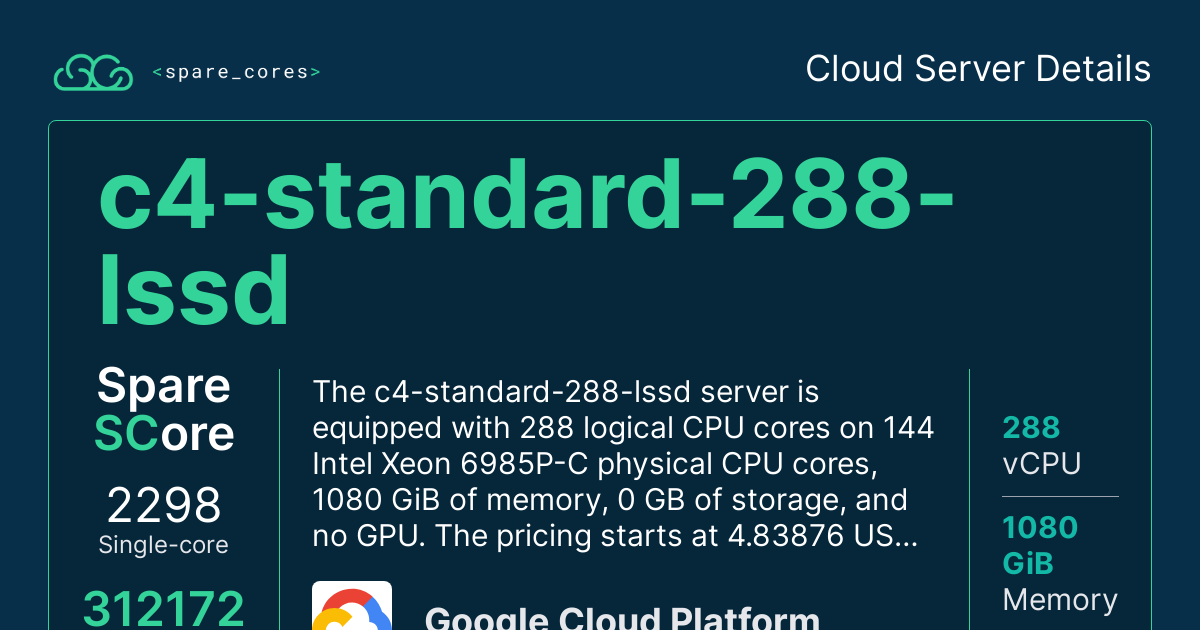 <spare_cores>
Cloud Server Details
c4-standard-288-
lssd
Spare
SCore
2298
Single-core
312172
The c4-standard-288-lssd server is
equipped with 288 logical CPU cores on 144
Intel Xeon 6985P-C physical CPU cores,
1080 GiB of memory, 0 GB of storage, and
no GPU. The pricing starts at 4.83876 US...
Google Cloud Platform
288
vCPU
1080
GiB
Memory